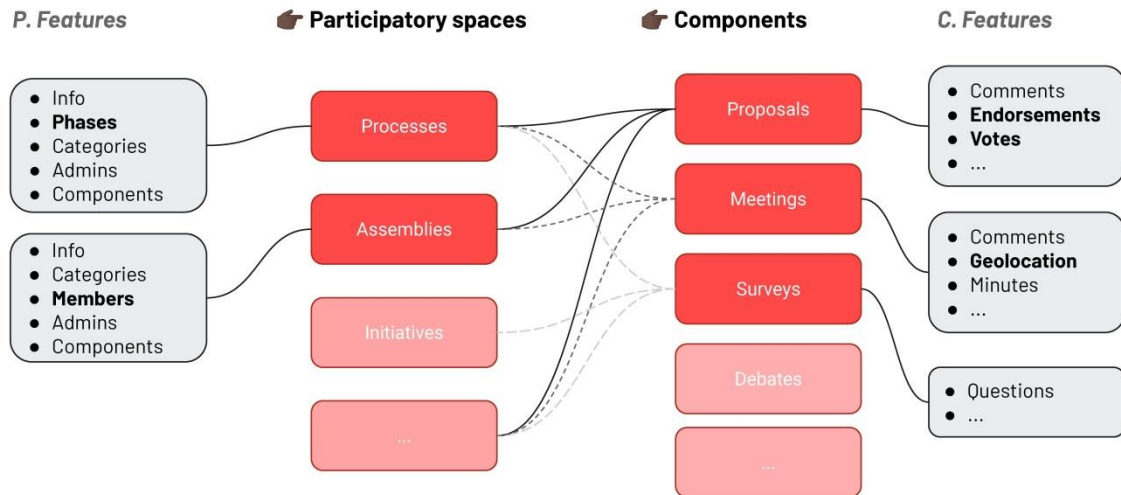 P. Features
Participatory spaces
Components
C. Features
● Info
● Phases
● Categories
● Admins
● Components
● Info
● Categories
● Members
● Admins
● Components
Processes
Assemblies
Initiatives
...
Proposals
Meetings
Surveys
Debates
...
● Comments
● Endorsements
● Votes
● ...
● Comments
● Geolocation
● Minutes
● ...
● Questions
● ...